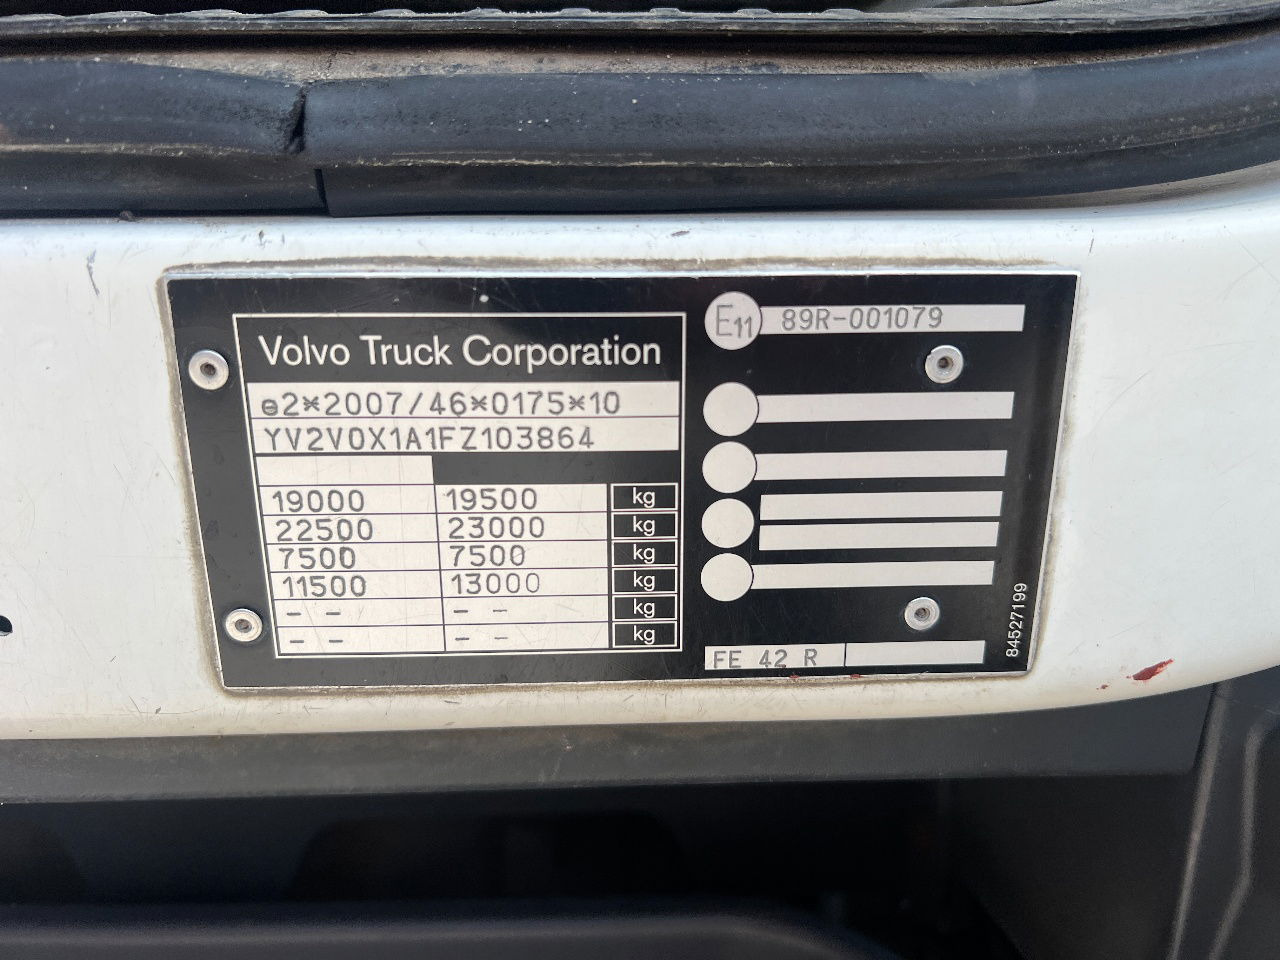 Volvo Truck Corporation
e2*2007/46*0175*10
YV2V0X1A1FZ103864
19000 19500 kg
22500 23000 kg
7500 7500 kg
11500 13000 kg
- - - - kg
- - - - kg
E11 89R-001079
FE 42 R
84527199